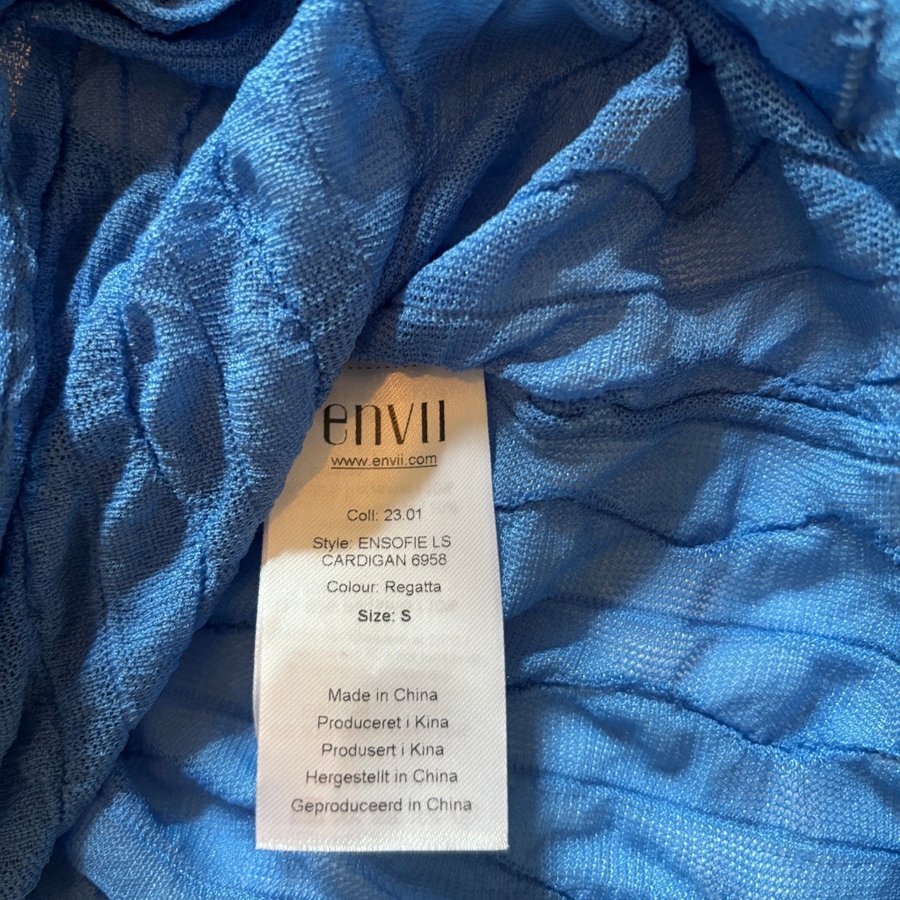 envii
www.envii.com
Coll: 23.01
Style: ENSOFIE LS
CARDIGAN 6958
Colour: Regatta
Size: S
Made in China
Produceret i Kina
Produsert i Kina
Hergestellt in China
Geproduceerd in China